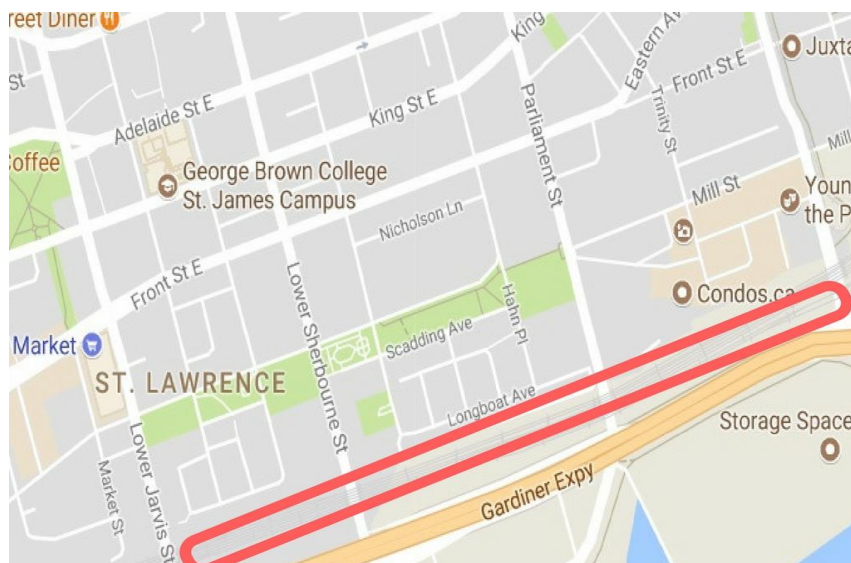 reet Diner
St
Adelaide St E
King St E
King
Eastern Av
Front St E
Juxta
Parliament St
Trinity St
Mill
offee
George Brown College
St. James Campus
Nicholson Ln
Mill St
Youn
the P
Front St E
Lower Sherbourne St
Hahn Pl
Condos.ca
Market
Scadding Ave
ST. LAWRENCE
Longboat Ave
Storage Space
Lower Jarvis St
Market St
Gardiner Expy